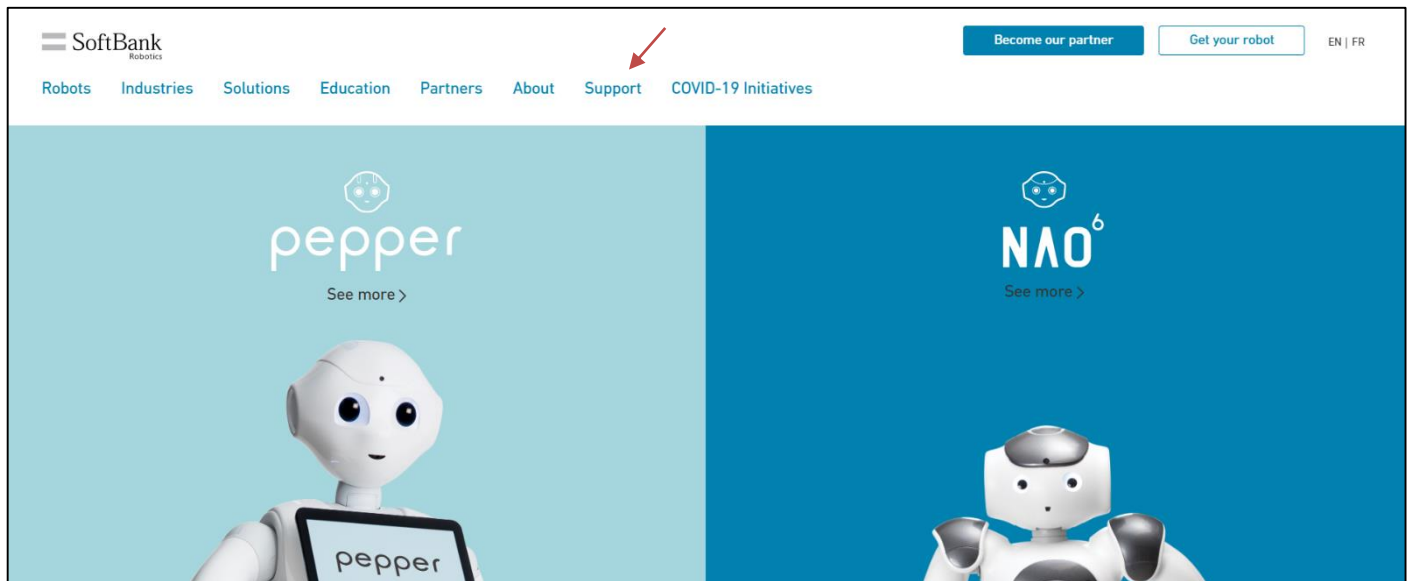 SoftBank
Robotics
Become our partner
Get your robot
EN | FR
Robots Industries Solutions Education Partners About Support COVID-19 Initiatives
pepper
See more >
NAO⁶
See more >
pepper